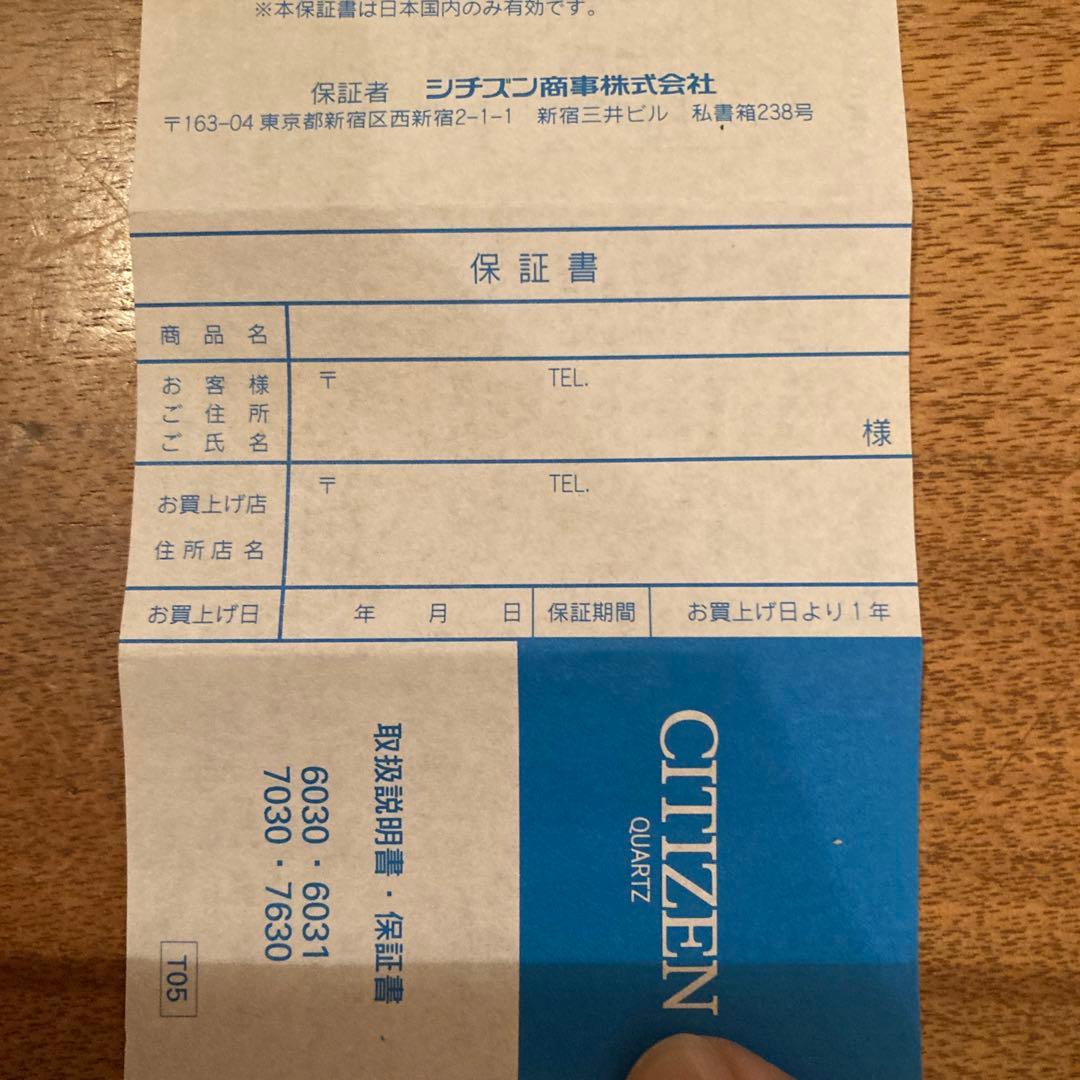 ※本保証書は日本国内のみ有効です。
保証者 シチズン商事株式会社
〒163-04 東京都新宿区西新宿2-1-1 新宿三井ビル 私書箱238号
保証書
商品名
お客様
ご住所
ご氏名
〒 TEL.
様
お買上げ店
住所店名
〒 TEL.
お買上げ日 年 月 日 保証期間 お買上げ日より1年
CITIZEN
QUARTZ
取扱説明書・保証書
6030・6031
7030・7630
T05